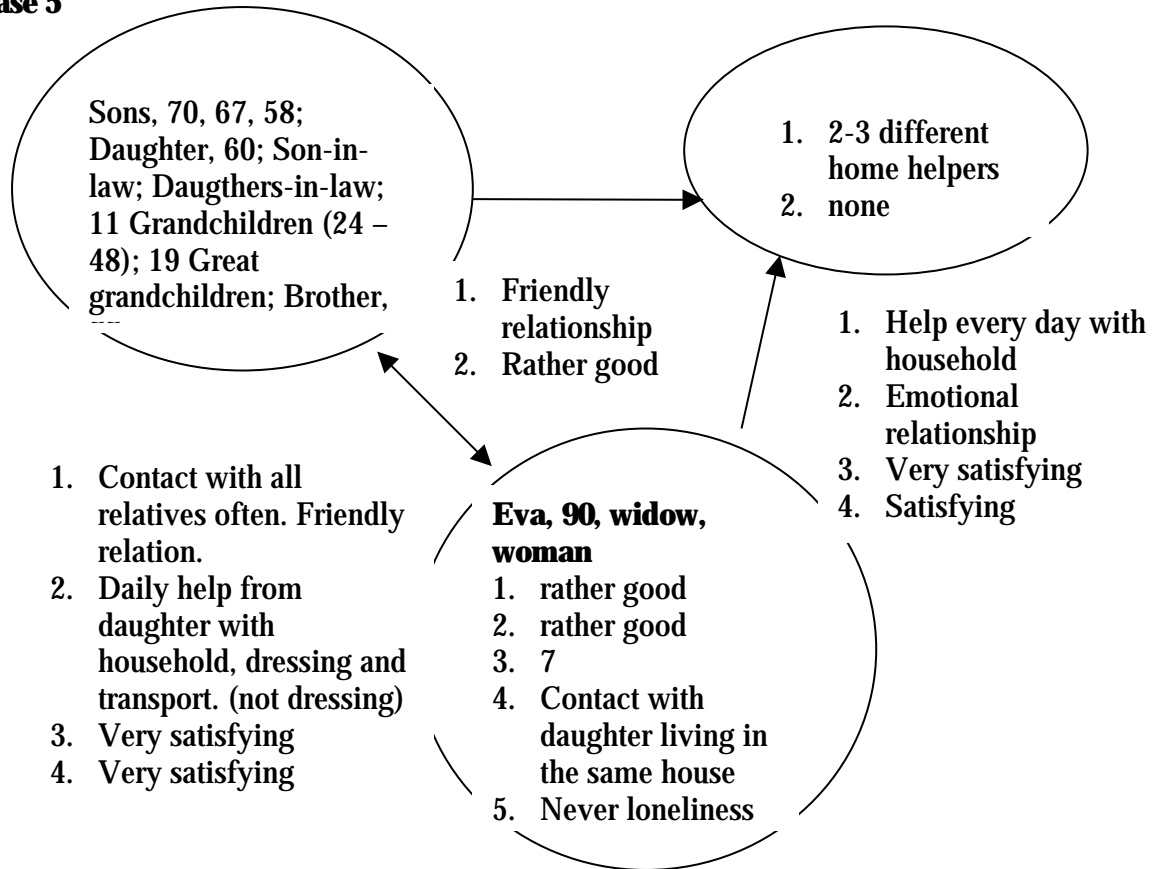 ase 5
Sons, 70, 67, 58;
Daughter, 60; Son-in-
law; Daugthers-in-law;
11 Grandchildren (24 –
48); 19 Great
grandchildren; Brother,
1. 2-3 different
home helpers
2. none
1. Friendly
relationship
2. Rather good
1. Help every day with
household
2. Emotional
relationship
3. Very satisfying
4. Satisfying
1. Contact with all
relatives often. Friendly
relation.
2. Daily help from
daughter with
household, dressing and
transport. (not dressing)
3. Very satisfying
4. Very satisfying
Eva, 90, widow,
woman
1. rather good
2. rather good
3. 7
4. Contact with
daughter living in
the same house
5. Never loneliness